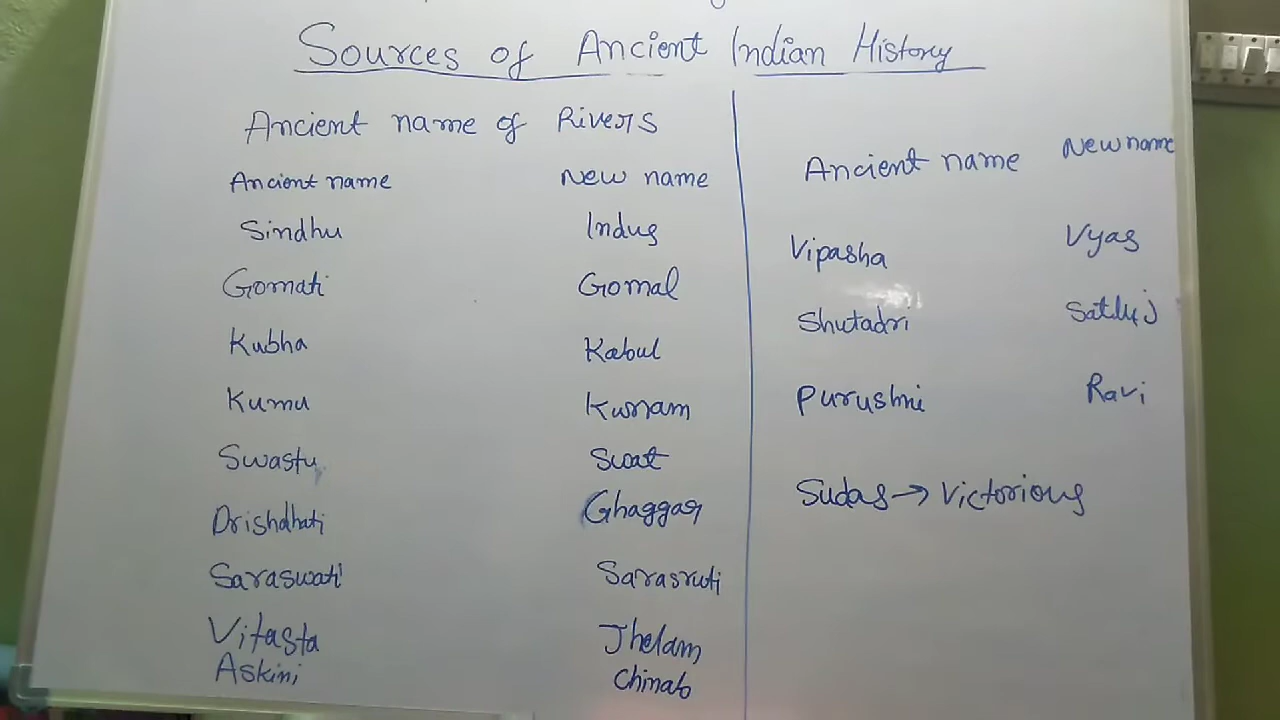 Sources of Ancient Indian History
Ancient name of Rivers
Ancient name New name
Sindhu Indus
Gomati Gomal
Kubha Kabul
Kumu Kurram
Swastu Swat
Drishdhati Ghaggar
Saraswati Sarasruti
Vitasta Jhelam
Askini Chinab
Ancient name New name
Vipasha Vyas
Shutadri Satluj
Purushni Ravi
Sudas → Victorious